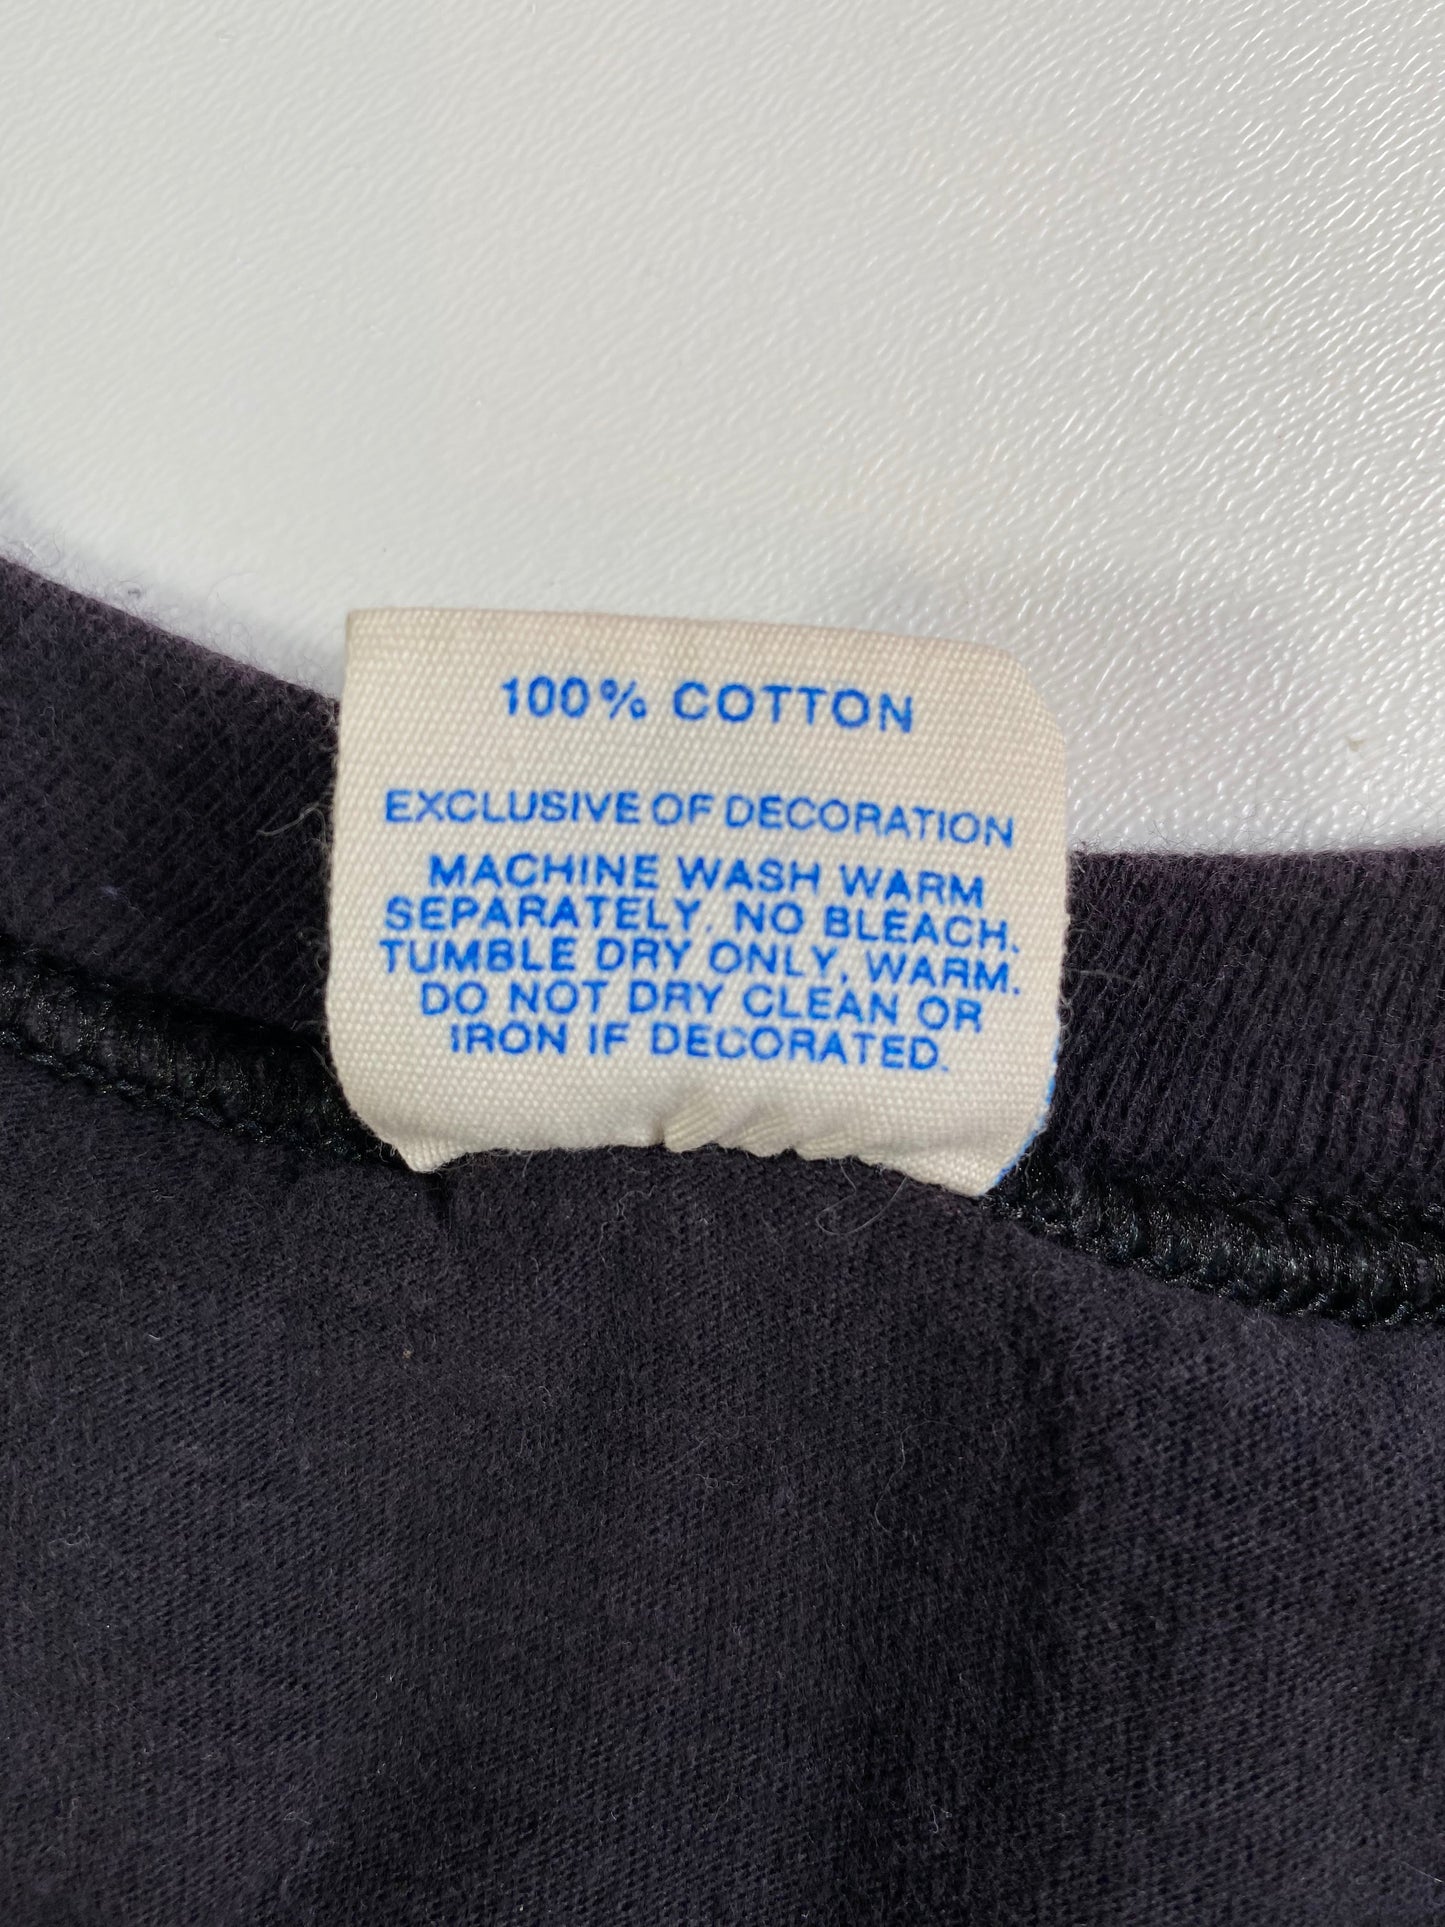 100% COTTON
EXCLUSIVE OF DECORATION
MACHINE WASH WARM
SEPARATELY. NO BLEACH.
TUMBLE DRY ONLY, WARM.
DO NOT DRY CLEAN OR
IRON IF DECORATED.